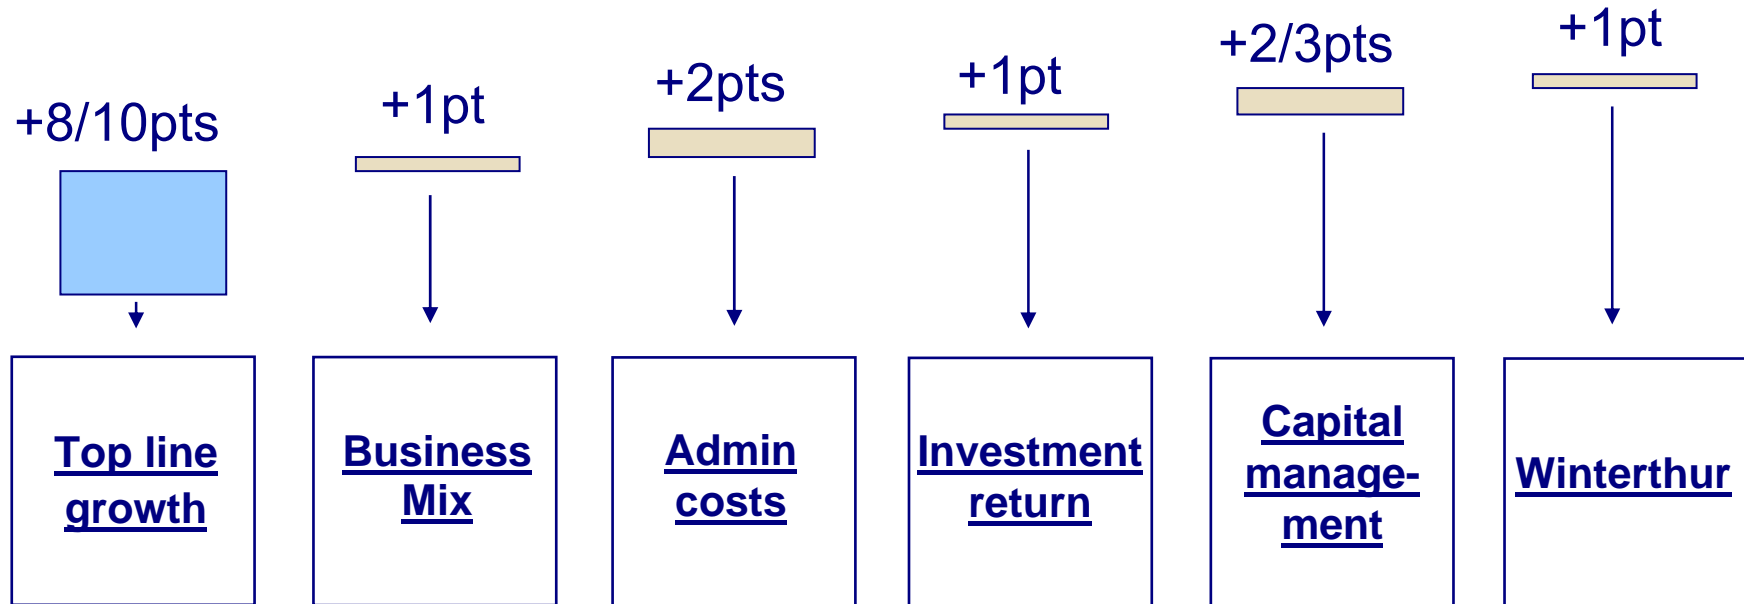 +8/10pts
+1pt
+2pts
+1pt
+2/3pts
+1pt
Top line
growth
Business
Mix
Admin
costs
Investment
return
Capital
manage-
ment
Winterthur